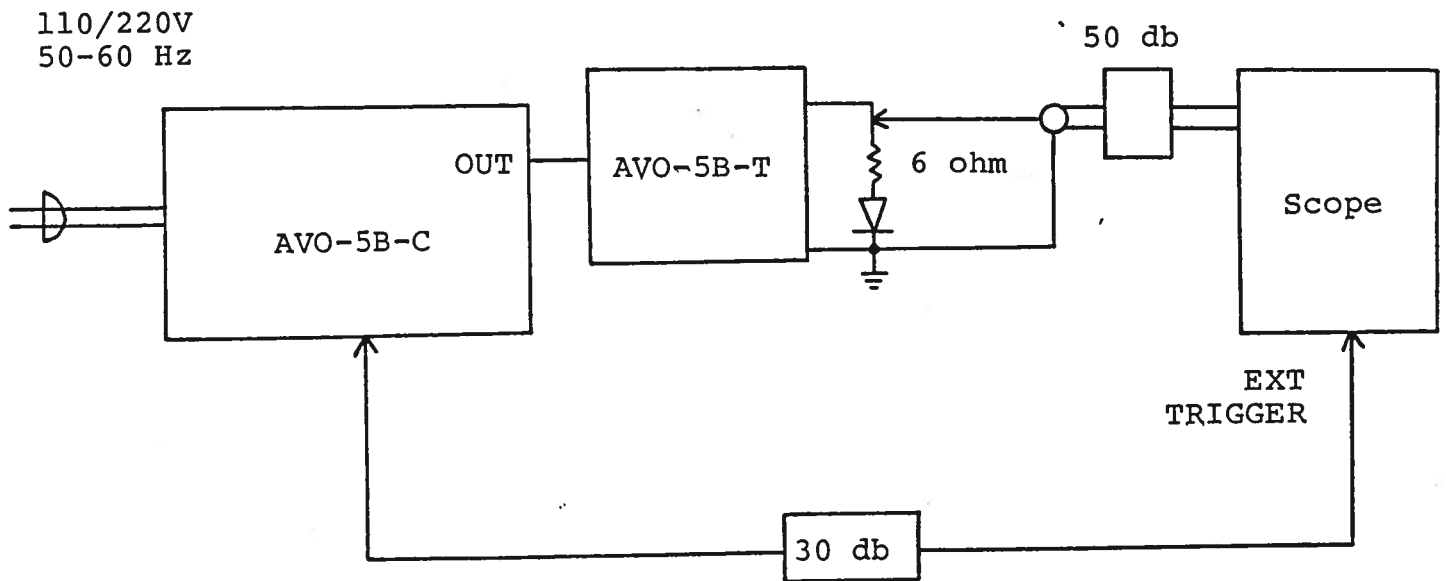 110/220V
50-60 Hz
50 db
OUT
AVO-5B-T
6 ohm
Scope
AVO-5B-C
EXT
TRIGGER
30 db